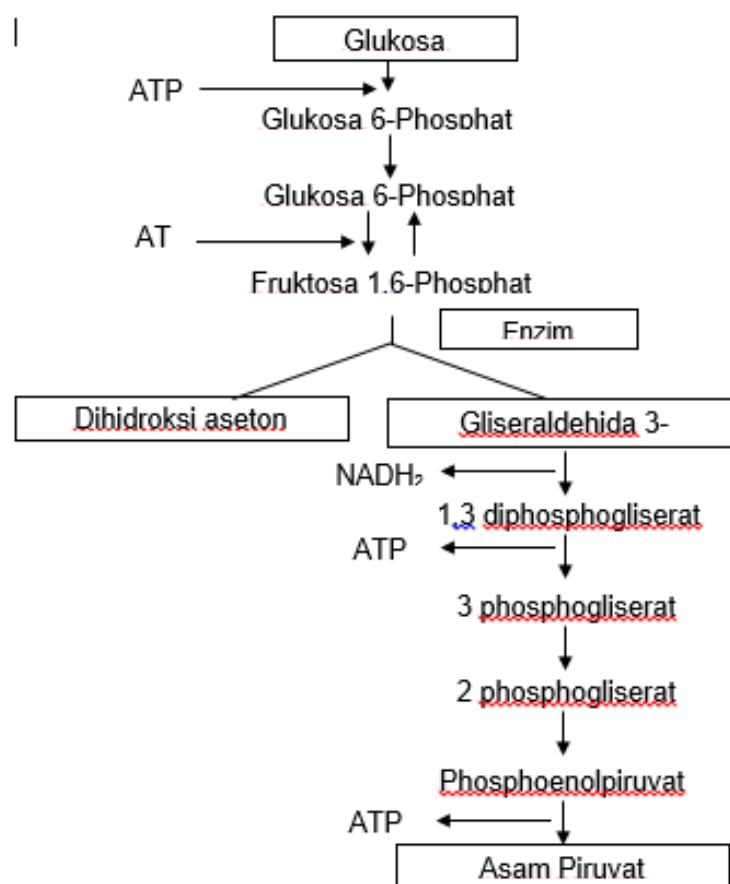 Glukosa
ATP
Glukosa 6-Phosphat
Glukosa 6-Phosphat
AT
Fruktosa 1.6-Phosphat
Enzim
Dihidroksi aseton
Gliseraldehida 3-
NADH₂
1.3 diphosphogliserat
ATP
3 phosphogliserat
2 phosphogliserat
Phosphoenolpiruvat
ATP
Asam Piruvat